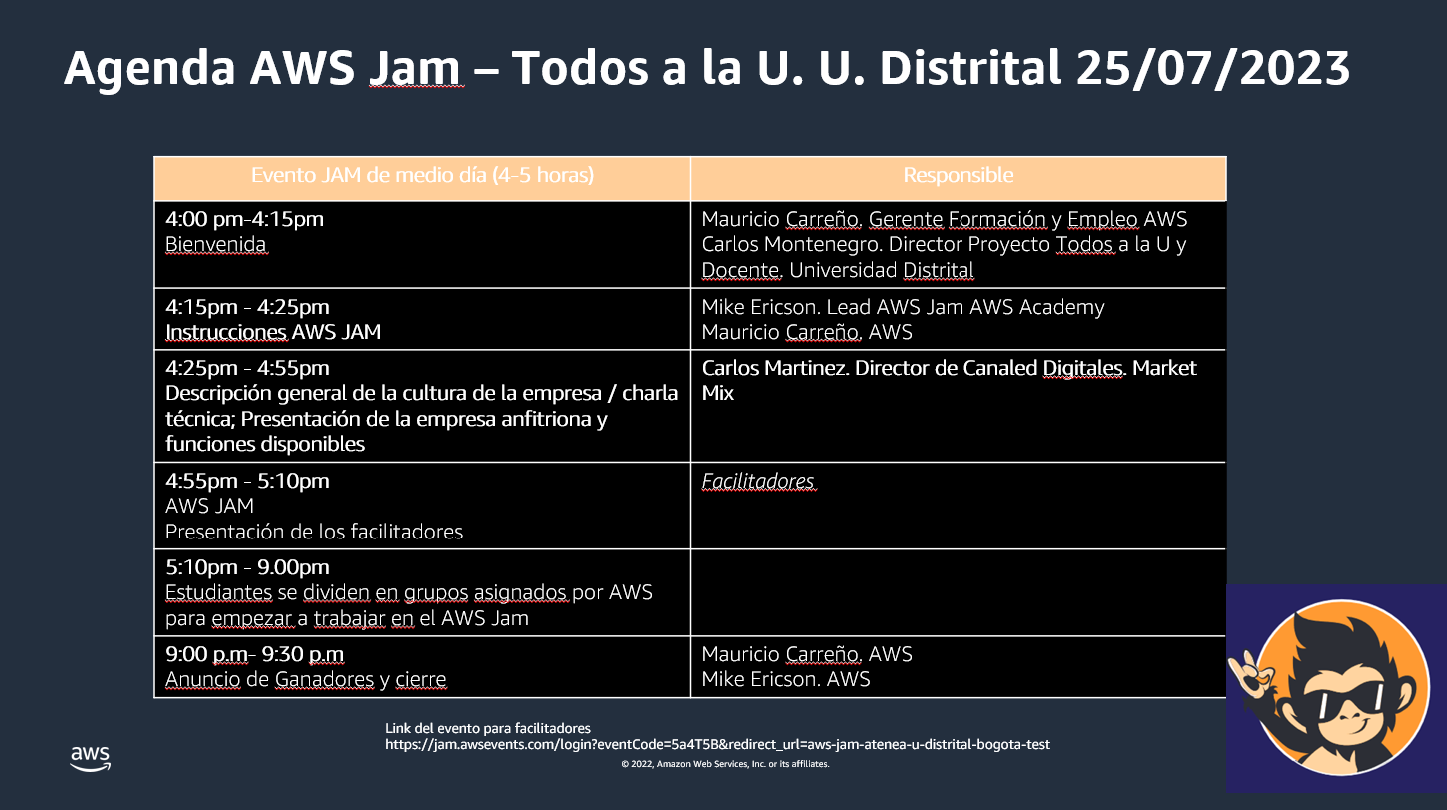 Agenda AWS Jam – Todos a la U. U. Distrital 25/07/2023
Evento JAM de medio día (4-5 horas)
Responsible
4:00 pm-4:15pm
Bienvenida
Mauricio Carreño. Gerente Formación y Empleo AWS
Carlos Montenegro. Director Proyecto Todos a la U y
Docente. Universidad Distrital
4:15pm - 4:25pm
Instrucciones AWS JAM
Mike Ericson. Lead AWS Jam AWS Academy
Mauricio Carreño. AWS
4:25pm - 4:55pm
Descripción general de la cultura de la empresa / charla
técnica; Presentación de la empresa anfitriona y
funciones disponibles
Carlos Martinez. Director de Canaled Digitales. Market
Mix
4:55pm - 5:10pm
AWS JAM
Presentación de los facilitadores
Facilitadores
5:10pm - 9.00pm
Estudiantes se dividen en grupos asignados por AWS
para empezar a trabajar en el AWS Jam
9:00 p.m- 9:30 p.m
Anuncio de Ganadores y cierre
Mauricio Carreño. AWS
Mike Ericson. AWS
Link del evento para facilitadores
https://jam.awsevents.com/login?eventCode=5a4T5B&redirect_url=aws-jam-atenea-u-distrital-bogota-test
aws
© 2022, Amazon Web Services, Inc. or its affiliates.